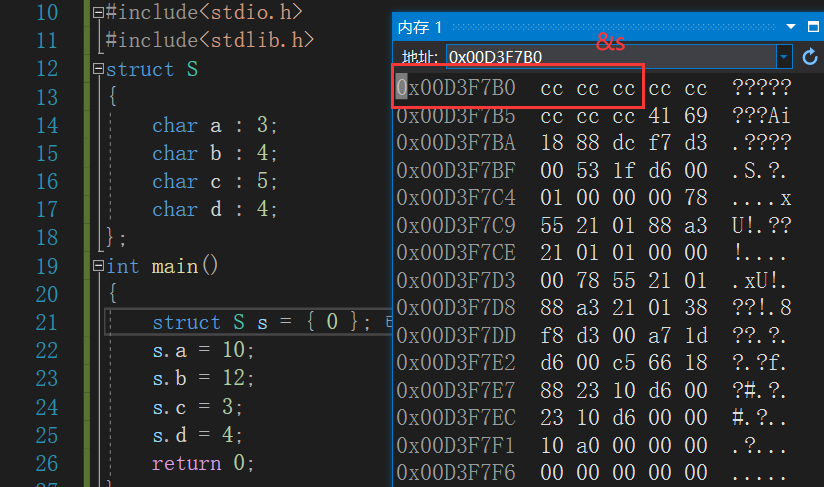 10 #include<stdio.h>
11 #include<stdlib.h>
12 struct S
13 {
14 char a : 3;
15 char b : 4;
16 char c : 5;
17 char d : 4;
18 };
19 int main()
20 {
21 struct S s = { 0 };
22 s.a = 10;
23 s.b = 12;
24 s.c = 3;
25 s.d = 4;
26 return 0;
27 }
内存 1
&s
地址: 0x00D3F7B0
0x00D3F7B0 cc cc cc cc cc ?????
0x00D3F7B5 cc cc cc 41 69 ???Ai
0x00D3F7BA 18 88 dc f7 d3 .????
0x00D3F7BF 00 53 1f d6 00 .S.?.
0x00D3F7C4 01 00 00 00 78 ....x
0x00D3F7C9 55 21 01 88 a3 U!.??
0x00D3F7CE 21 01 01 00 00 !....
0x00D3F7D3 00 78 55 21 01 .xU!.
0x00D3F7D8 88 a3 21 01 38 ??!.8
0x00D3F7DD f8 d3 00 a7 1d ??.?.
0x00D3F7E2 d6 00 c5 66 18 ?.?f.
0x00D3F7E7 88 23 10 d6 00 ?#.?.
0x00D3F7EC 23 10 d6 00 00 #.?..
0x00D3F7F1 10 a0 00 00 00 .?...
0x00D3F7F6 00 00 00 00 00 .....